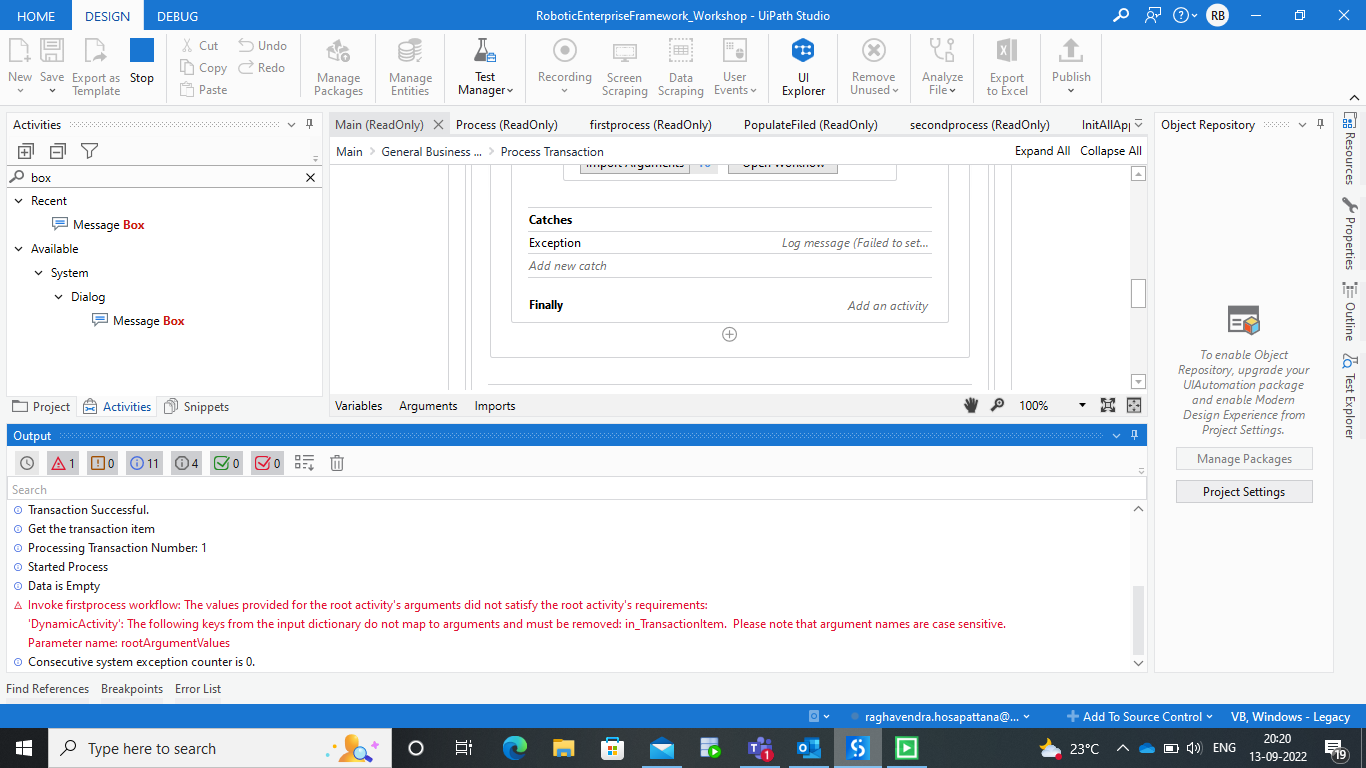 HOME DESIGN DEBUG RoboticEnterpriseFramework_Workshop - UiPath Studio RB
New Save Export as Template Stop Cut Copy Paste Undo Redo Manage Packages Manage Entities Test Manager Recording Screen Scraping Data Scraping User Events UI Explorer Remove Unused Analyze File Export to Excel Publish
Activities
box
Recent
Message Box
Available
System
Dialog
Message Box
Project Activities Snippets
Main (ReadOnly) Process (ReadOnly) firstprocess (ReadOnly) PopulateFiled (ReadOnly) secondprocess (ReadOnly) InitAllApp
Main > General Business ... > Process Transaction Expand All Collapse All
Import Arguments Open Workflow
Catches
Exception Log message (Failed to set...
Add new catch
Finally Add an activity
Variables Arguments Imports 100%
Object Repository
To enable Object
Repository, upgrade your
UIAutomation package
and enable Modern
Design Experience from
Project Settings.
Manage Packages
Project Settings
Resources
Properties
Outline
Test Explorer
Output
1 0 11 4 0 0
Search
Transaction Successful.
Get the transaction item
Processing Transaction Number: 1
Started Process
Data is Empty
Invoke firstprocess workflow: The values provided for the root activity's arguments did not satisfy the root activity's requirements:
'DynamicActivity': The following keys from the input dictionary do not map to arguments and must be removed: in_TransactionItem.  Please note that argument names are case sensitive.
Parameter name: rootArgumentValues
Consecutive system exception counter is 0.
Find References Breakpoints Error List
raghavendra.hosapattana@... Add To Source Control VB, Windows - Legacy
Type here to search 1 23°C ENG 20:20
13-09-2022 19